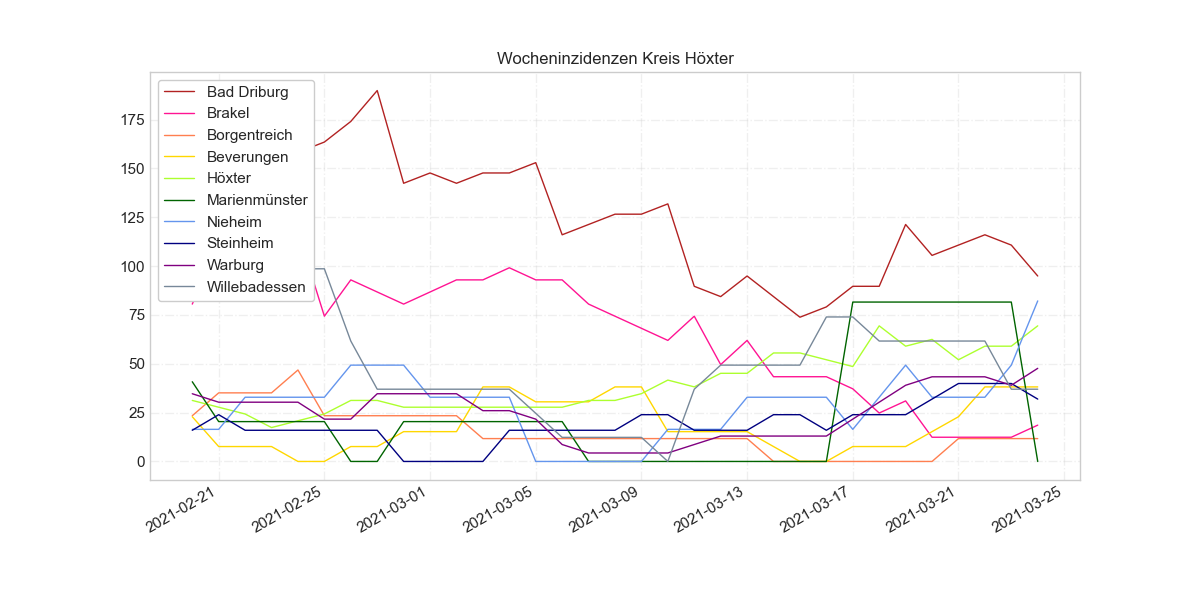 Wocheninzidenzen Kreis Höxter
Bad Driburg
Brakel
Borgentreich
Beverungen
Höxter
Marienmünster
Nieheim
Steinheim
Warburg
Willebadessen
175
150
125
100
75
50
25
0
2021-02-21
2021-02-25
2021-03-01
2021-03-05
2021-03-09
2021-03-13
2021-03-17
2021-03-21
2021-03-25